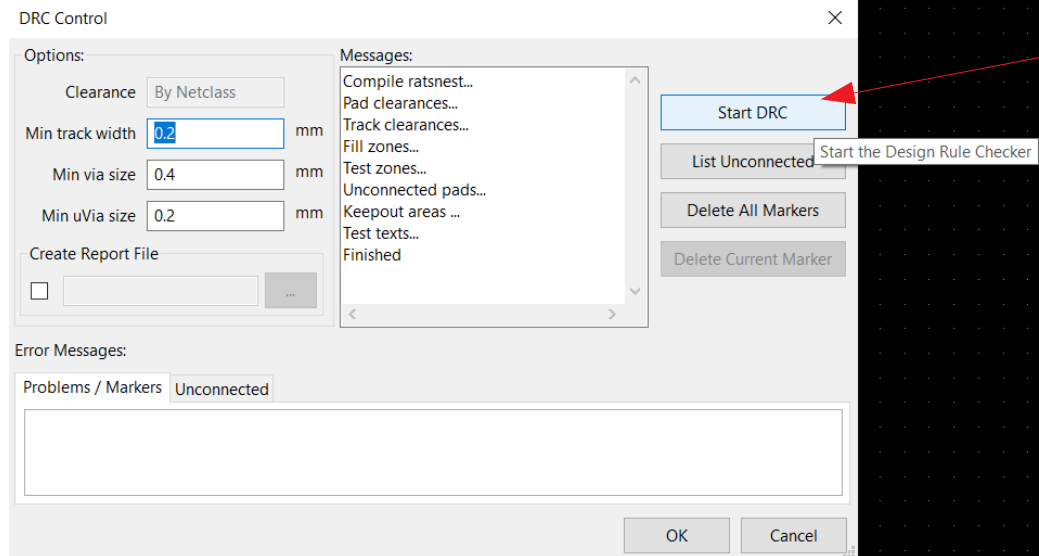 DRC Control
Options:
Clearance By Netclass
Min track width 0.2 mm
Min via size 0.4 mm
Min uVia size 0.2 mm
Create Report File
...
Messages:
Compile ratsnest...
Pad clearances...
Track clearances...
Fill zones...
Test zones...
Unconnected pads...
Keepout areas ...
Test texts...
Finished
Start DRC
Start the Design Rule Checker
List Unconnected
Delete All Markers
Delete Current Marker
Error Messages:
Problems / Markers Unconnected
OK Cancel